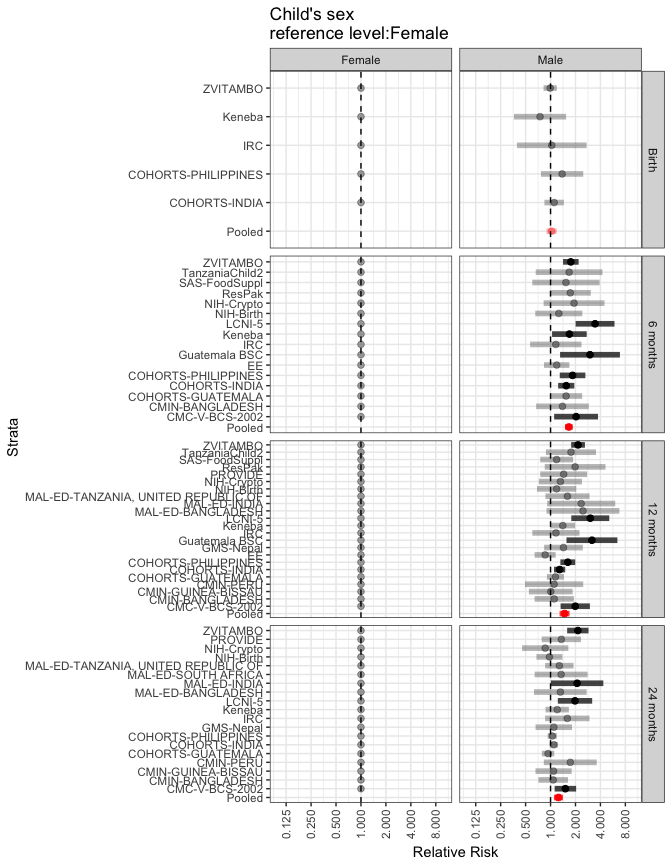 Child's sex
reference level:Female
Female
Male
Strata
ZVITAMBO
Keneba
IRC
COHORTS-PHILIPPINES
COHORTS-INDIA
Pooled
Birth
ZVITAMBO
TanzaniaChild2
SAS-FoodSuppl
ResPak
NIH-Crypto
NIH-Birth
LCNI-5
Keneba
IRC
Guatemala BSC
EE
COHORTS-PHILIPPINES
COHORTS-INDIA
COHORTS-GUATEMALA
CMIN-BANGLADESH
CMC-V-BCS-2002
Pooled
6 months
ZVITAMBO
TanzaniaChild2
SAS-FoodSuppl
ResPak
PROVIDE
NIH-Crypto
NIH-Birth
MAL-ED-TANZANIA, UNITED REPUBLIC OF
MAL-ED-INDIA
MAL-ED-BANGLADESH
LCNI-5
Keneba
IRC
Guatemala BSC
GMS-Nepal
EE
COHORTS-PHILIPPINES
COHORTS-INDIA
COHORTS-GUATEMALA
CMIN-PERU
CMIN-GUINEA-BISSAU
CMIN-BANGLADESH
CMC-V-BCS-2002
Pooled
12 months
ZVITAMBO
PROVIDE
NIH-Crypto
NIH-Birth
MAL-ED-TANZANIA, UNITED REPUBLIC OF
MAL-ED-SOUTH AFRICA
MAL-ED-INDIA
MAL-ED-BANGLADESH
LCNI-5
Keneba
IRC
GMS-Nepal
COHORTS-PHILIPPINES
COHORTS-INDIA
COHORTS-GUATEMALA
CMIN-PERU
CMIN-GUINEA-BISSAU
CMIN-BANGLADESH
CMC-V-BCS-2002
Pooled
24 months
0.125
0.250
0.500
1.000
2.000
4.000
8.000
0.125
0.250
0.500
1.000
2.000
4.000
8.000
Relative Risk